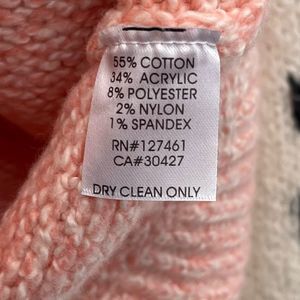 55% COTTON
34% ACRYLIC
8% POLYESTER
2% NYLON
1% SPANDEX
RN#127461
CA#30427
DRY CLEAN ONLY